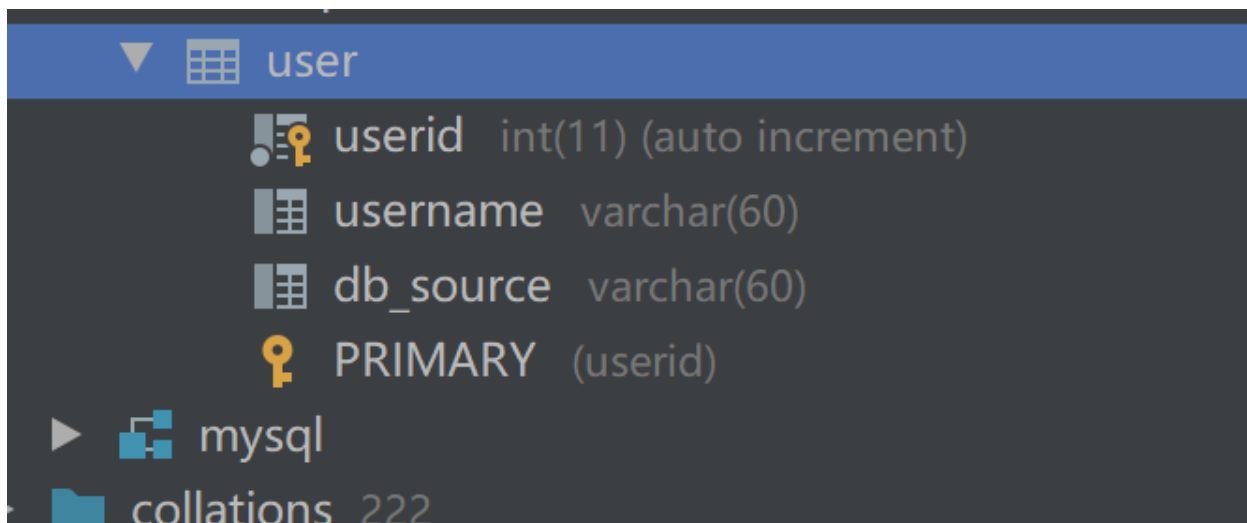 user
userid int(11) (auto increment)
username varchar(60)
db_source varchar(60)
PRIMARY (userid)
mysql
collations 222